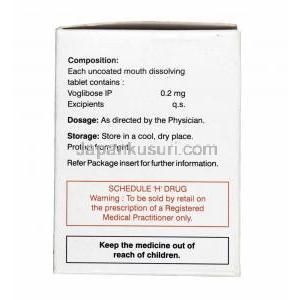 Composition:
Each uncoated mouth dissolving
tablet contains :
Voglibose IP 0.2 mg
Excipients q.s.
Dosage: As directed by the Physician.
Storage: Store in a cool, dry place.
Protect from
Refer Package insert for further information.
SCHEDULE 'H' DRUG
Warning : To be sold by retail on
the prescription of a Registered
Medical Practitioner only.
Keep the medicine out of
reach of children.